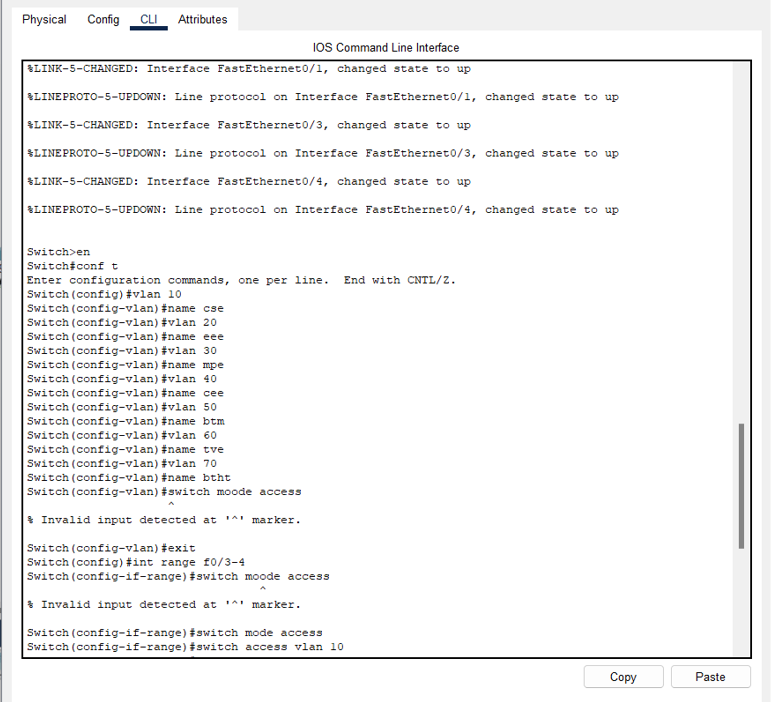 Physical Config CLI Attributes
IOS Command Line Interface
%LINK-5-CHANGED: Interface FastEthernet0/1, changed state to up
%LINEPROTO-5-UPDOWN: Line protocol on Interface FastEthernet0/1, changed state to up
%LINK-5-CHANGED: Interface FastEthernet0/3, changed state to up
%LINEPROTO-5-UPDOWN: Line protocol on Interface FastEthernet0/3, changed state to up
%LINK-5-CHANGED: Interface FastEthernet0/4, changed state to up
%LINEPROTO-5-UPDOWN: Line protocol on Interface FastEthernet0/4, changed state to up
Switch>en
Switch#conf t
Enter configuration commands, one per line.  End with CNTL/Z.
Switch(config)#vlan 10
Switch(config-vlan)#name cse
Switch(config-vlan)#vlan 20
Switch(config-vlan)#name eee
Switch(config-vlan)#vlan 30
Switch(config-vlan)#name mpe
Switch(config-vlan)#vlan 40
Switch(config-vlan)#name cee
Switch(config-vlan)#vlan 50
Switch(config-vlan)#name btm
Switch(config-vlan)#vlan 60
Switch(config-vlan)#name tve
Switch(config-vlan)#vlan 70
Switch(config-vlan)#name btht
Switch(config-vlan)#switch moode access
^
% Invalid input detected at '^' marker.
Switch(config-vlan)#exit
Switch(config)#int range f0/3-4
Switch(config-if-range)#switch moode access
^
% Invalid input detected at '^' marker.
Switch(config-if-range)#switch mode access
Switch(config-if-range)#switch access vlan 10
Copy Paste